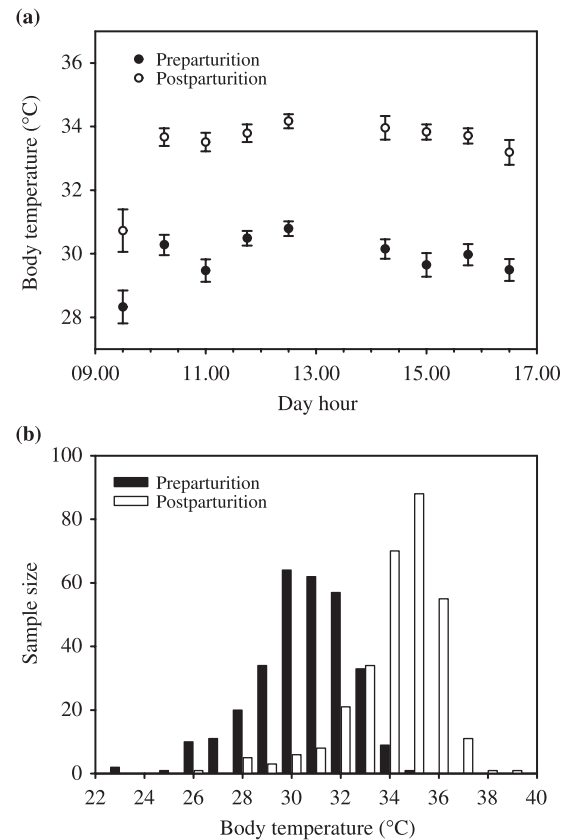 (a)
36
34
32
30
28
Body temperature (°C)
Preparturition
Postparturition
09.00 11.00 13.00 15.00 17.00
Day hour
(b)
100
80
60
40
20
0
Sample size
Preparturition
Postparturition
22 24 26 28 30 32 34 36 38 40
Body temperature (°C)